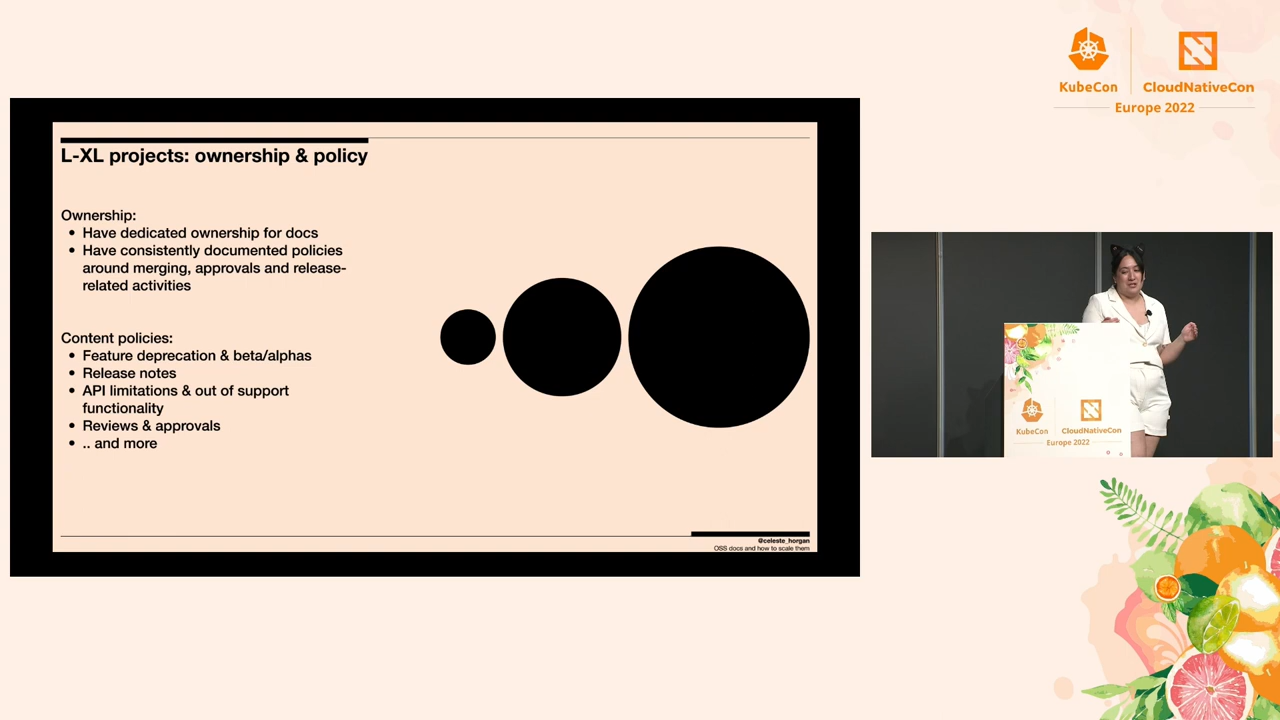 KubeCon
CloudNativeCon
Europe 2022
L-XL projects: ownership & policy
Ownership:
• Have dedicated ownership for docs
• Have consistently documented policies
around merging, approvals and release-
related activities
Content policies:
• Feature deprecation & beta/alphas
• Release notes
• API limitations & out of support
functionality
• Reviews & approvals
• .. and more
@celeste_horgan
OSS docs and how to scale them
KubeCon
CloudNativeCon
Europe 2022